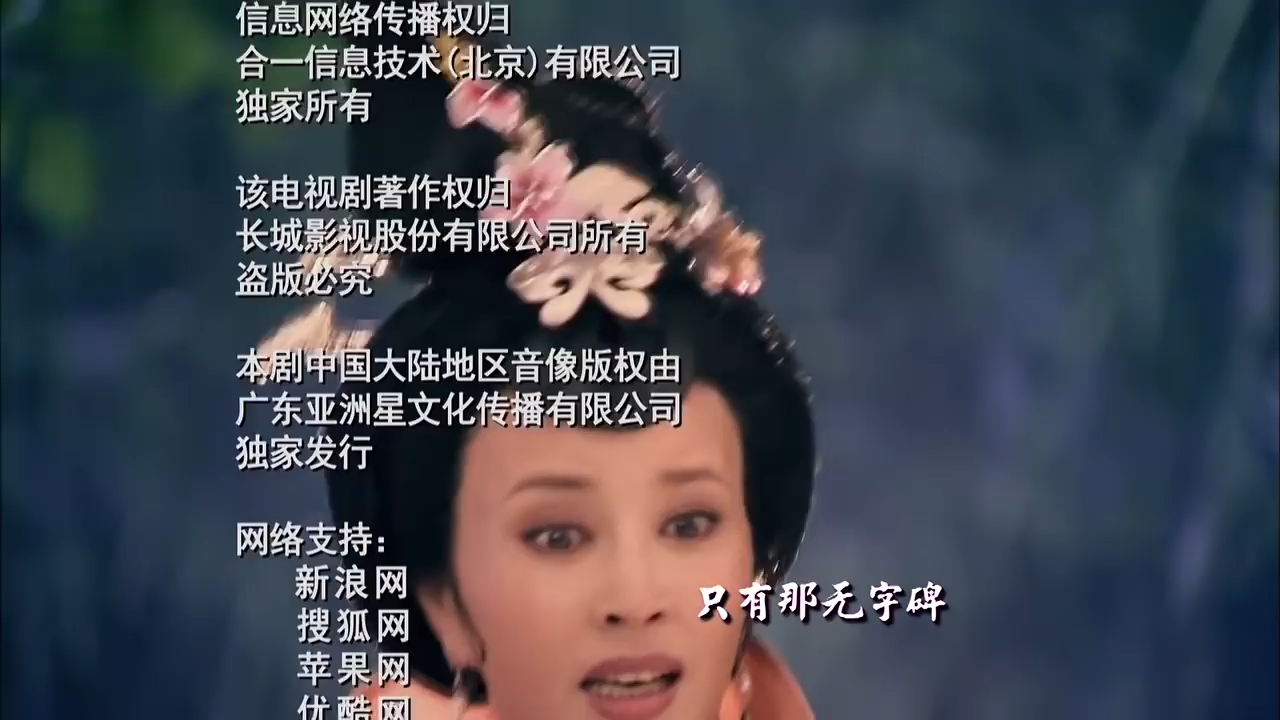 信息网络传播权归
合一信息技术(北京)有限公司
独家所有
该电视剧著作权归
长城影视股份有限公司所有
盗版必究
本剧中国大陆地区音像版权由
广东亚洲星文化传播有限公司
独家发行
网络支持:
新浪网
搜狐网
苹果网
优酷网
只有那无字碑